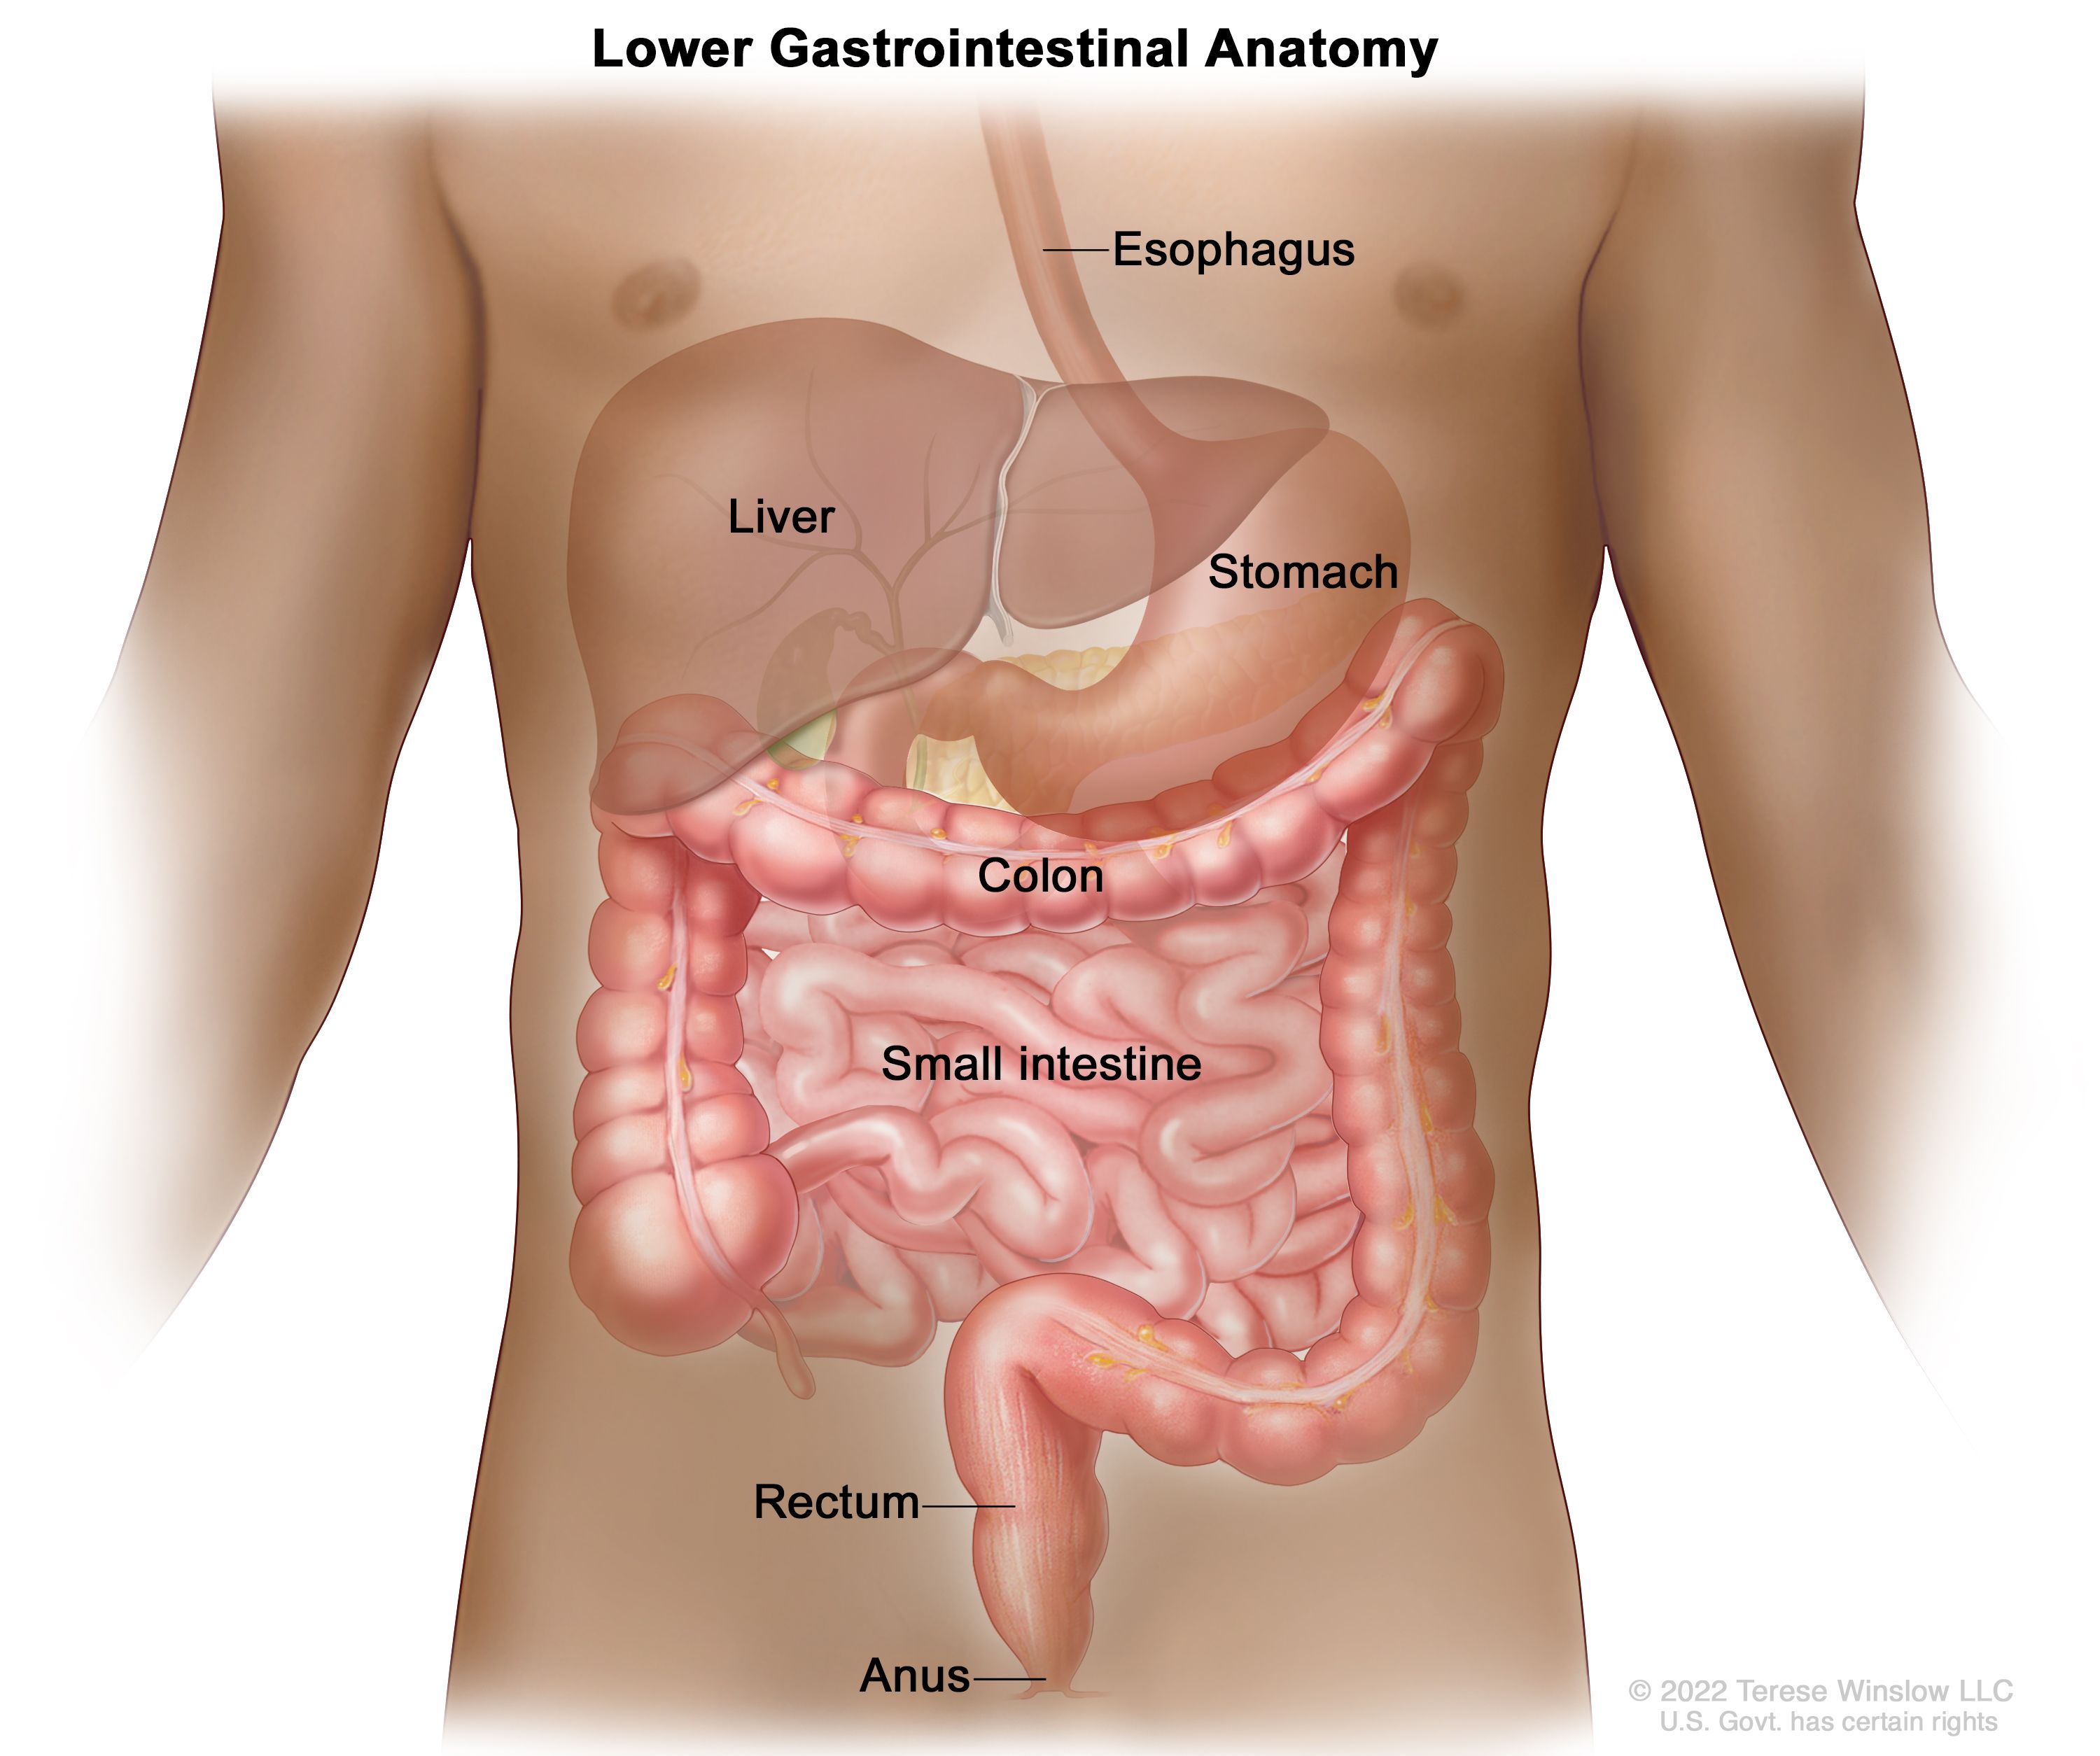 Lower Gastrointestinal Anatomy
Esophagus
Liver
Stomach
Colon
Small intestine
Rectum
Anus
© 2022 Terese Winslow LLC
U.S. Govt. has certain rights